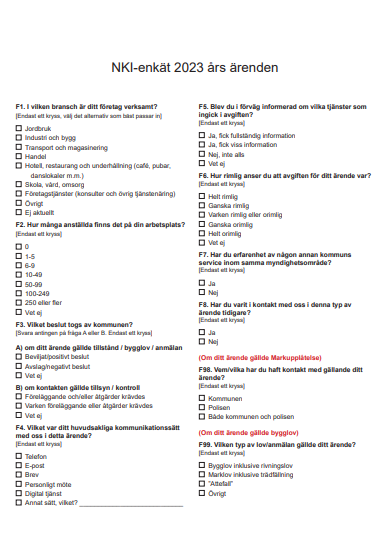 NKI-enkät 2023 års ärenden
F1. I vilken bransch är ditt företag verksamt?
[Endast ett kryss, välj det alternativ som bäst passar in]
Jordbruk
Industri och bygg
Transport och magasinering
Handel
Hotell, restaurang och underhållning (café, pubar,
danslokaler m.m.)
Skola, vård, omsorg
Företagstjänster (konsulter och övrig tjänstenäring)
Övrigt
Ej aktuellt
F2. Hur många anställda finns det på din arbetsplats?
[Endast ett kryss]
0
1-5
6-9
10-49
50-99
100-249
250 eller fler
Vet ej
F3. Vilket beslut togs av kommunen?
[Svara antingen på fråga A eller B. Endast ett kryss]
A) om ditt ärende gällde tillstånd / bygglov / anmälan
Beviljat/positivt beslut
Avslag/negativt beslut
Vet ej
B) om kontakten gällde tillsyn / kontroll
Föreläggande och/eller åtgärder krävdes
Varken föreläggande eller åtgärder krävdes
Vet ej
F4. Vilket var ditt huvudsakliga kommunikationssätt
med oss i detta ärende?
[Endast ett kryss]
Telefon
E-post
Brev
Personligt möte
Digital tjänst
Annat sätt, vilket? ____________________
F5. Blev du i förväg informerad om vilka tjänster som
ingick i avgiften?
[Endast ett kryss]
Ja, fick fullständig information
Ja, fick viss information
Nej, inte alls
Vet ej
F6. Hur rimlig anser du att avgiften för ditt ärende var?
[Endast ett kryss]
Helt rimlig
Ganska rimlig
Varken rimlig eller orimlig
Ganska orimlig
Helt orimlig
Vet ej
F7. Har du erfarenhet av någon annan kommuns
service inom samma myndighetsområde?
[Endast ett kryss]
Ja
Nej
F8. Har du varit i kontakt med oss i denna typ av
ärende tidigare?
[Endast ett kryss]
Ja
Nej
(Om ditt ärende gällde Markupplåtelse)
F98. Vem/vilka har du haft kontakt med gällande ditt
ärende?
[Endast ett kryss]
Kommunen
Polisen
Både kommunen och polisen
(Om ditt ärende gällde bygglov)
F99. Vilken typ av lov/anmälan gällde ditt ärende?
[Endast ett kryss]
Bygglov inklusive rivningslov
Marklov inklusive trädfällning
"Attefall"
Övrigt